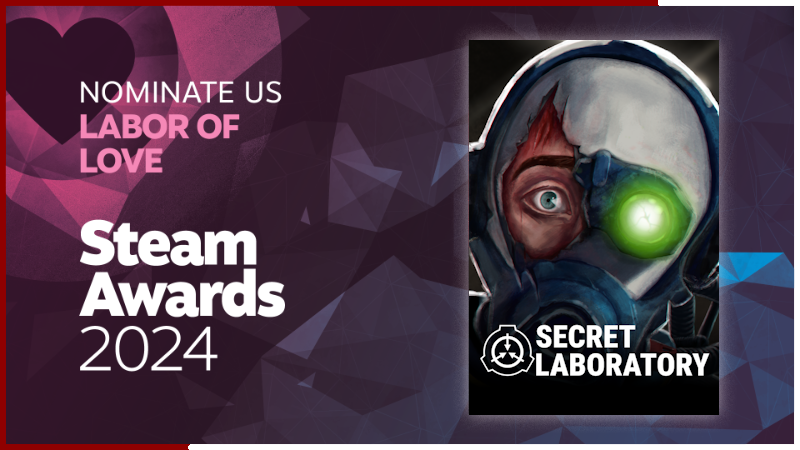 NOMINATE US
LABOR OF
LOVE
Steam
Awards
2024
SECRET
LABORATORY